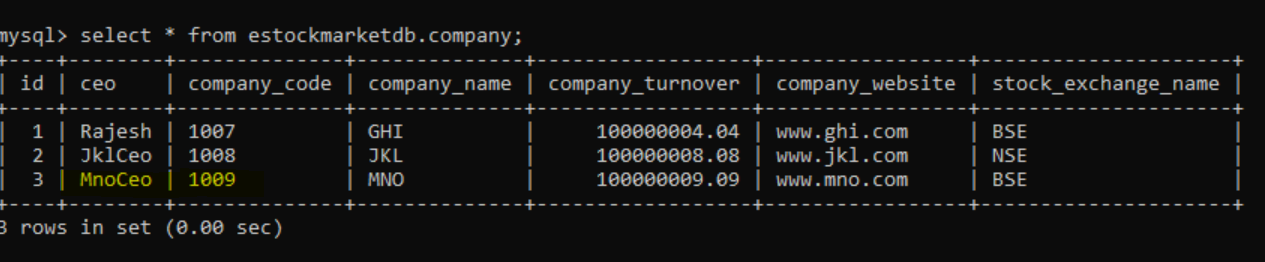 mysql> select * from estockmarketdb.company;
+----+--------+--------------+--------------+------------------+-----------------+---------------------+
| id | ceo    | company_code | company_name | company_turnover | company_website | stock_exchange_name |
+----+--------+--------------+--------------+------------------+-----------------+---------------------+
| 1 | Rajesh | 1007         | GHI          |     100000004.04 | www.ghi.com     | BSE                 |
| 2 | JklCeo | 1008         | JKL          |     100000008.08 | www.jkl.com     | NSE                 |
| 3 | MnoCeo | 1009         | MNO          |     100000009.09 | www.mno.com     | BSE                 |
+----+--------+--------------+--------------+------------------+-----------------+---------------------+
3 rows in set (0.00 sec)